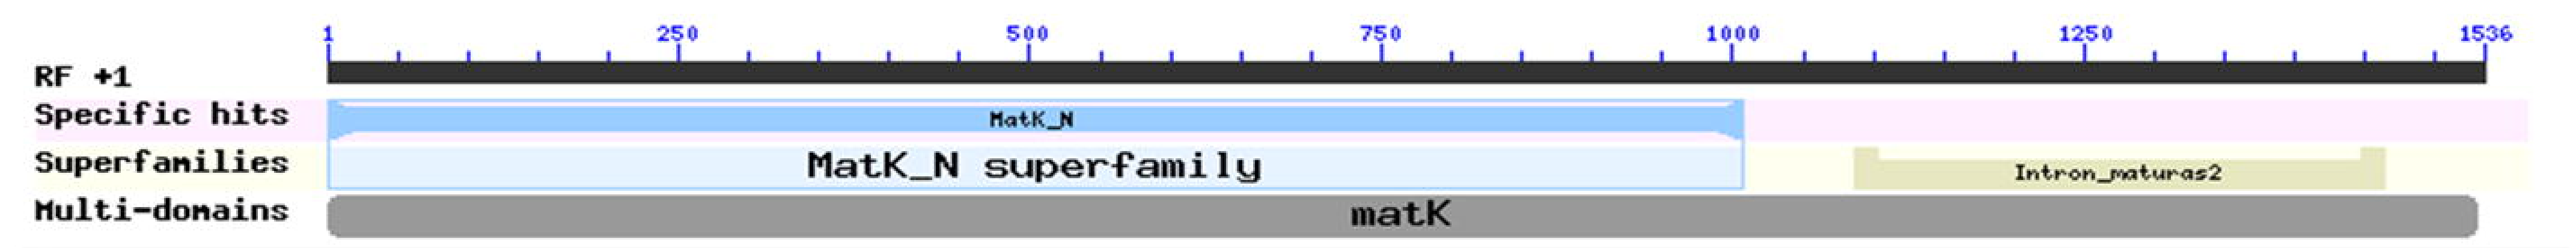 1 250 500 750 1000 1250 1536
RF +1
Specific hits MatK_N
Superfamilies MatK_N superfamily Intron_maturas2
Multi-domains matK